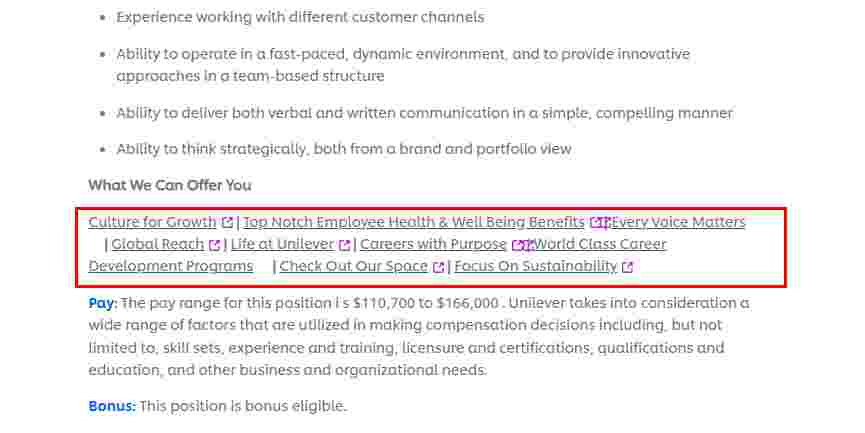 • Experience working with different customer channels
• Ability to operate in a fast-paced, dynamic environment, and to provide innovative
approaches in a team-based structure
• Ability to deliver both verbal and written communication in a simple, compelling manner
• Ability to think strategically, both from a brand and portfolio view
What We Can Offer You
Culture for Growth | Top Notch Employee Health & Well Being Benefits | Every Voice Matters
| Global Reach | Life at Unilever | Careers with Purpose | World Class Career
Development Programs | Check Out Our Space | Focus On Sustainability
Pay: The pay range for this position i s $110,700 to $166,000 . Unilever takes into consideration a
wide range of factors that are utilized in making compensation decisions including, but not
limited to, skill sets, experience and training, licensure and certifications, qualifications and
education, and other business and organizational needs.
Bonus: This position is bonus eligible.